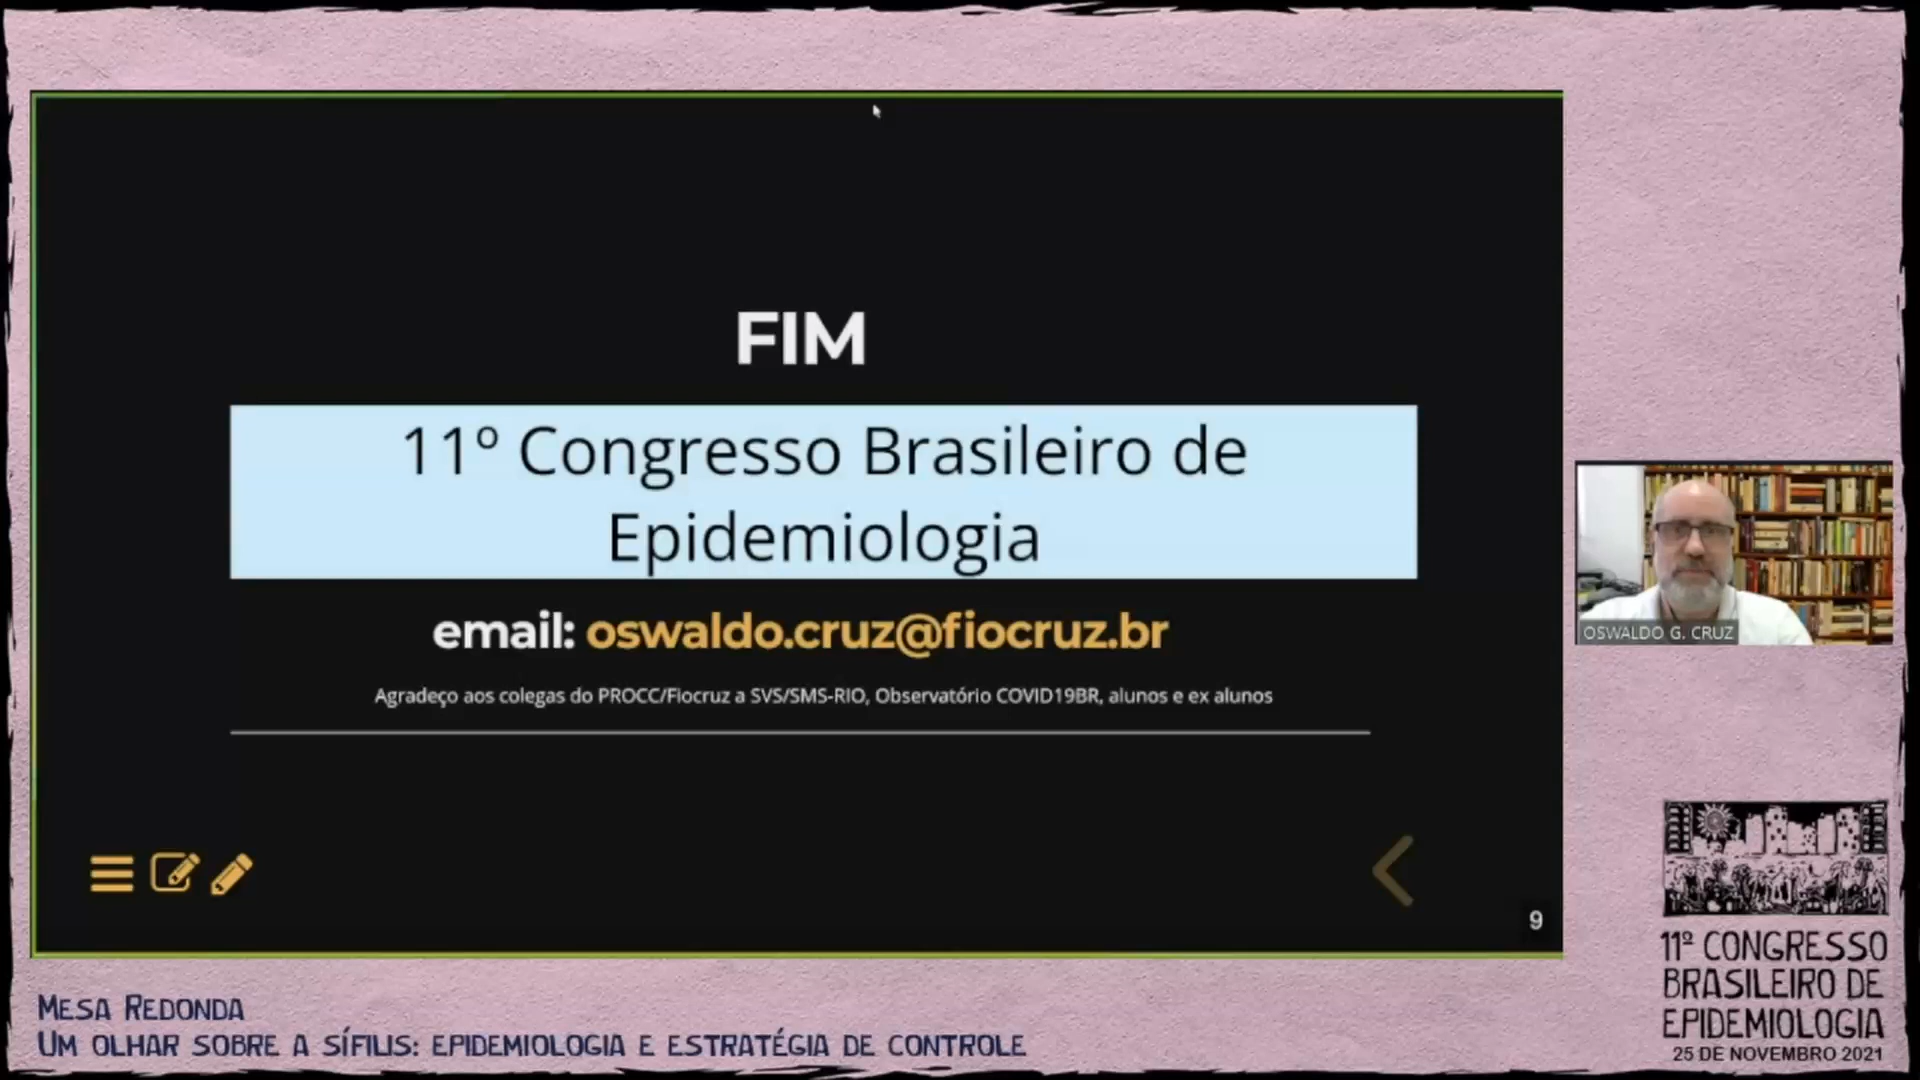 FIM
11º Congresso Brasileiro de
Epidemiologia
email: oswaldo.cruz@fiocruz.br
Agradeço aos colegas do PROCC/Fiocruz a SVS/SMS-RIO, Observatório COVID19BR, alunos e ex alunos
9
OSWALDO G. CRUZ
11º CONGRESSO
BRASILEIRO DE
EPIDEMIOLOGIA
25 DE NOVEMBRO 2021
MESA REDONDA
UM OLHAR SOBRE A SÍFILIS: EPIDEMIOLOGIA E ESTRATÉGIA DE CONTROLE